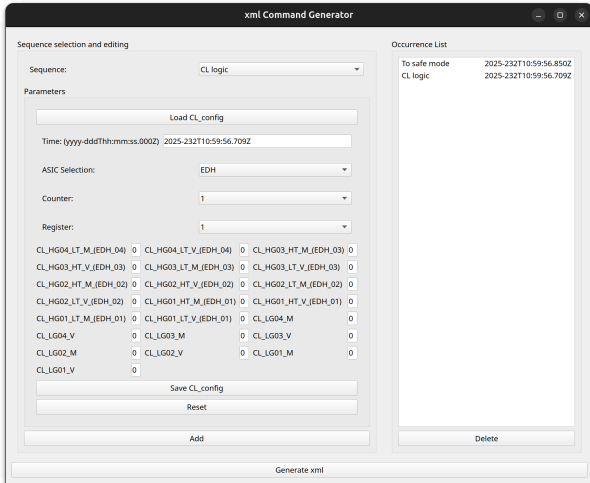 xml Command Generator
Sequence selection and editing
Sequence: CL logic
Parameters
Load CL_config
Time: (yyyy-dddThh:mm:ss.000Z) 2025-232T10:59:56.709Z
ASIC Selection: EDH
Counter: 1
Register: 1
CL_HG04_LT_M_(EDH_04) 0 CL_HG04_LT_V_(EDH_04) 0 CL_HG03_HT_M_(EDH_03) 0
CL_HG03_HT_V_(EDH_03) 0 CL_HG03_LT_M_(EDH_03) 0 CL_HG03_LT_V_(EDH_03) 0
CL_HG02_HT_M_(EDH_02) 0 CL_HG02_HT_V_(EDH_02) 0 CL_HG02_LT_M_(EDH_02) 0
CL_HG02_LT_V_(EDH_02) 0 CL_HG01_HT_M_(EDH_01) 0 CL_HG01_HT_V_(EDH_01) 0
CL_HG01_LT_M_(EDH_01) 0 CL_HG01_LT_V_(EDH_01) 0 CL_LG04_M 0
CL_LG04_V 0 CL_LG03_M 0 CL_LG03_V 0
CL_LG02_M 0 CL_LG02_V 0 CL_LG01_M 0
CL_LG01_V 0
Save CL_config
Reset
Add
Occurrence List
To safe mode 2025-232T10:59:56.850Z
CL logic 2025-232T10:59:56.709Z
Delete
Generate xml